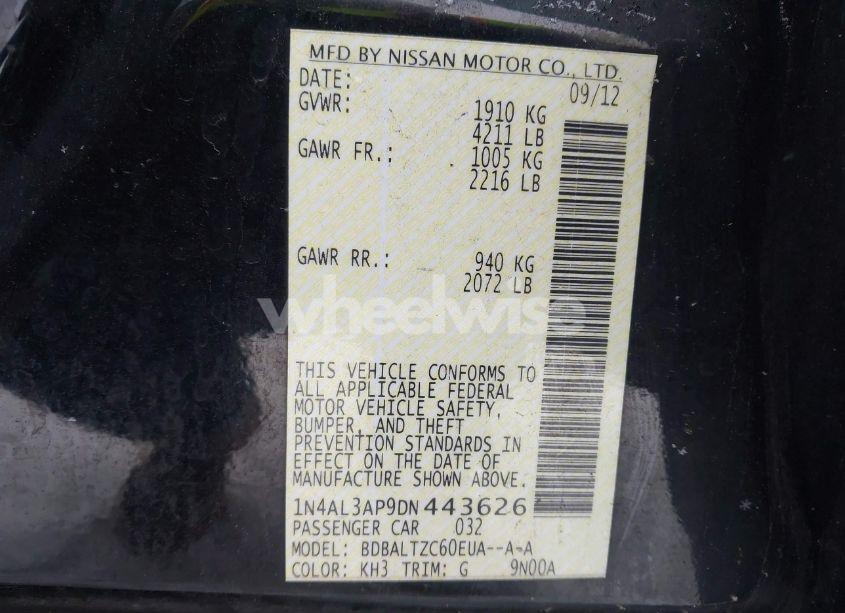 MFD BY NISSAN MOTOR CO., LTD.
DATE: 09/12
GVWR: 1910 KG
4211 LB
GAWR FR.: 1005 KG
2216 LB
GAWR RR.: 940 KG
2072 LB
wheelwise
THIS VEHICLE CONFORMS TO
ALL APPLICABLE FEDERAL
MOTOR VEHICLE SAFETY,
BUMPER, AND THEFT
PREVENTION STANDARDS IN
EFFECT ON THE DATE OF
MANUFACTURE SHOWN ABOVE.
1N4AL3AP9DN443626
PASSENGER CAR 032
MODEL: BDBALTZC60EUA--A-A
COLOR: KH3 TRIM: G 9N00A